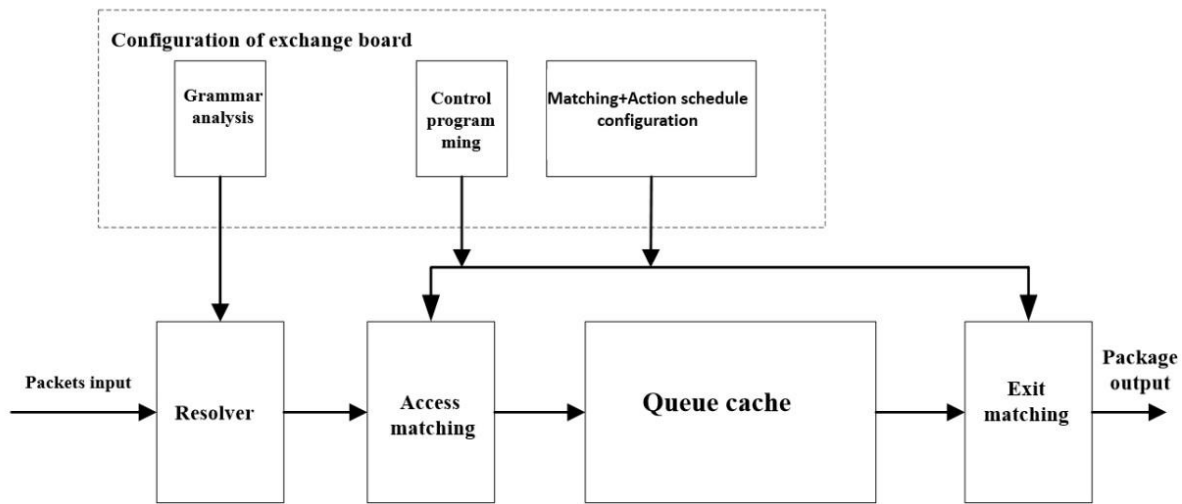 Configuration of exchange board
Grammar
analysis
Control
program
ming
Matching+Action schedule
configuration
Packets input
Resolver
Access
matching
Queue cache
Exit
matching
Package
output